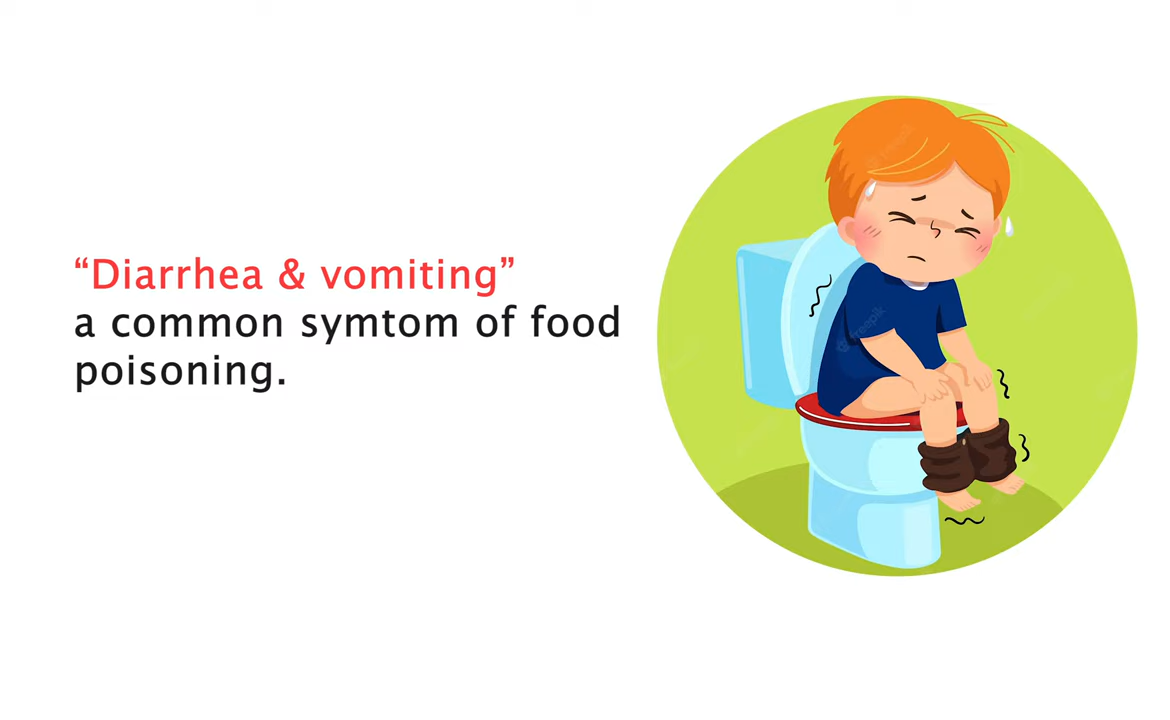 “Diarrhea & vomiting”
a common symtom of food
poisoning.